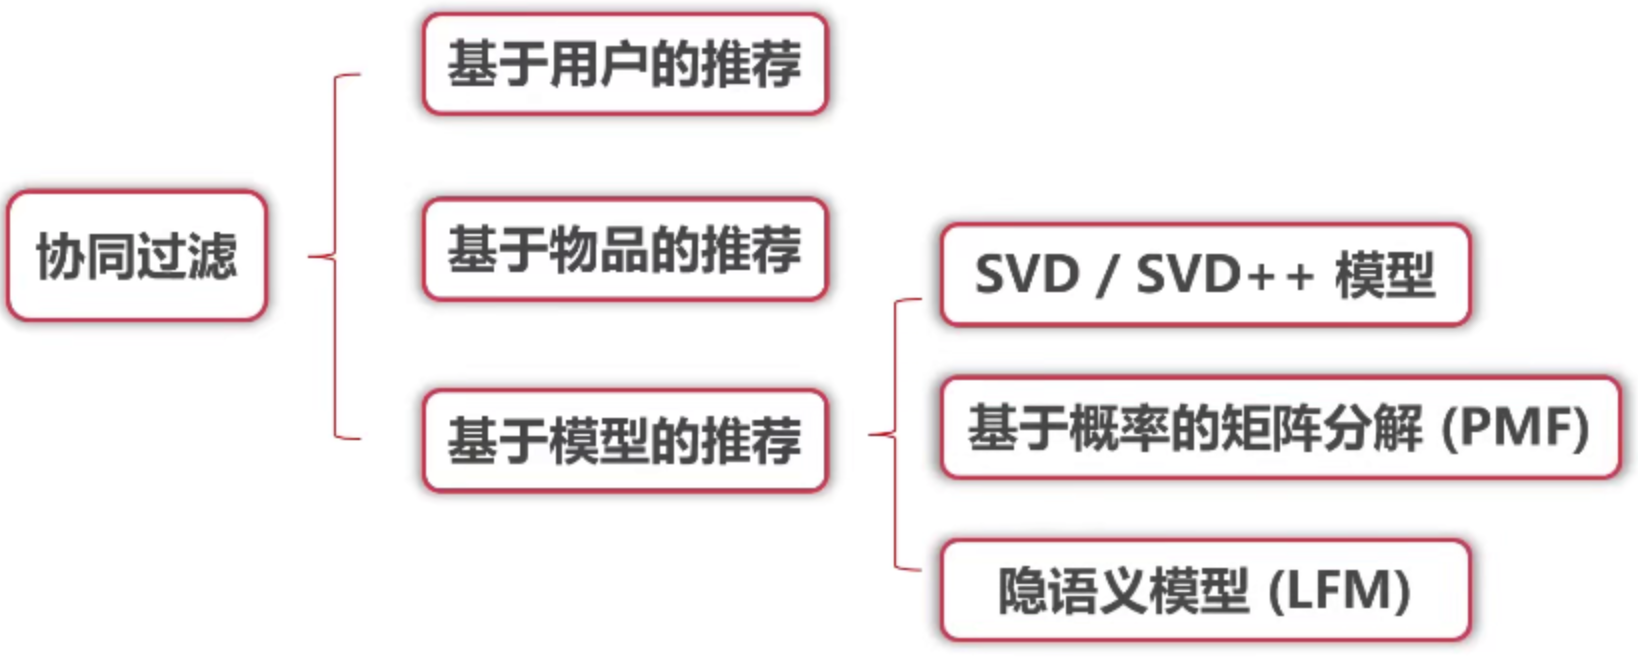 协同过滤
基于用户的推荐
基于物品的推荐
基于模型的推荐
SVD / SVD++ 模型
基于概率的矩阵分解 (PMF)
隐语义模型 (LFM)